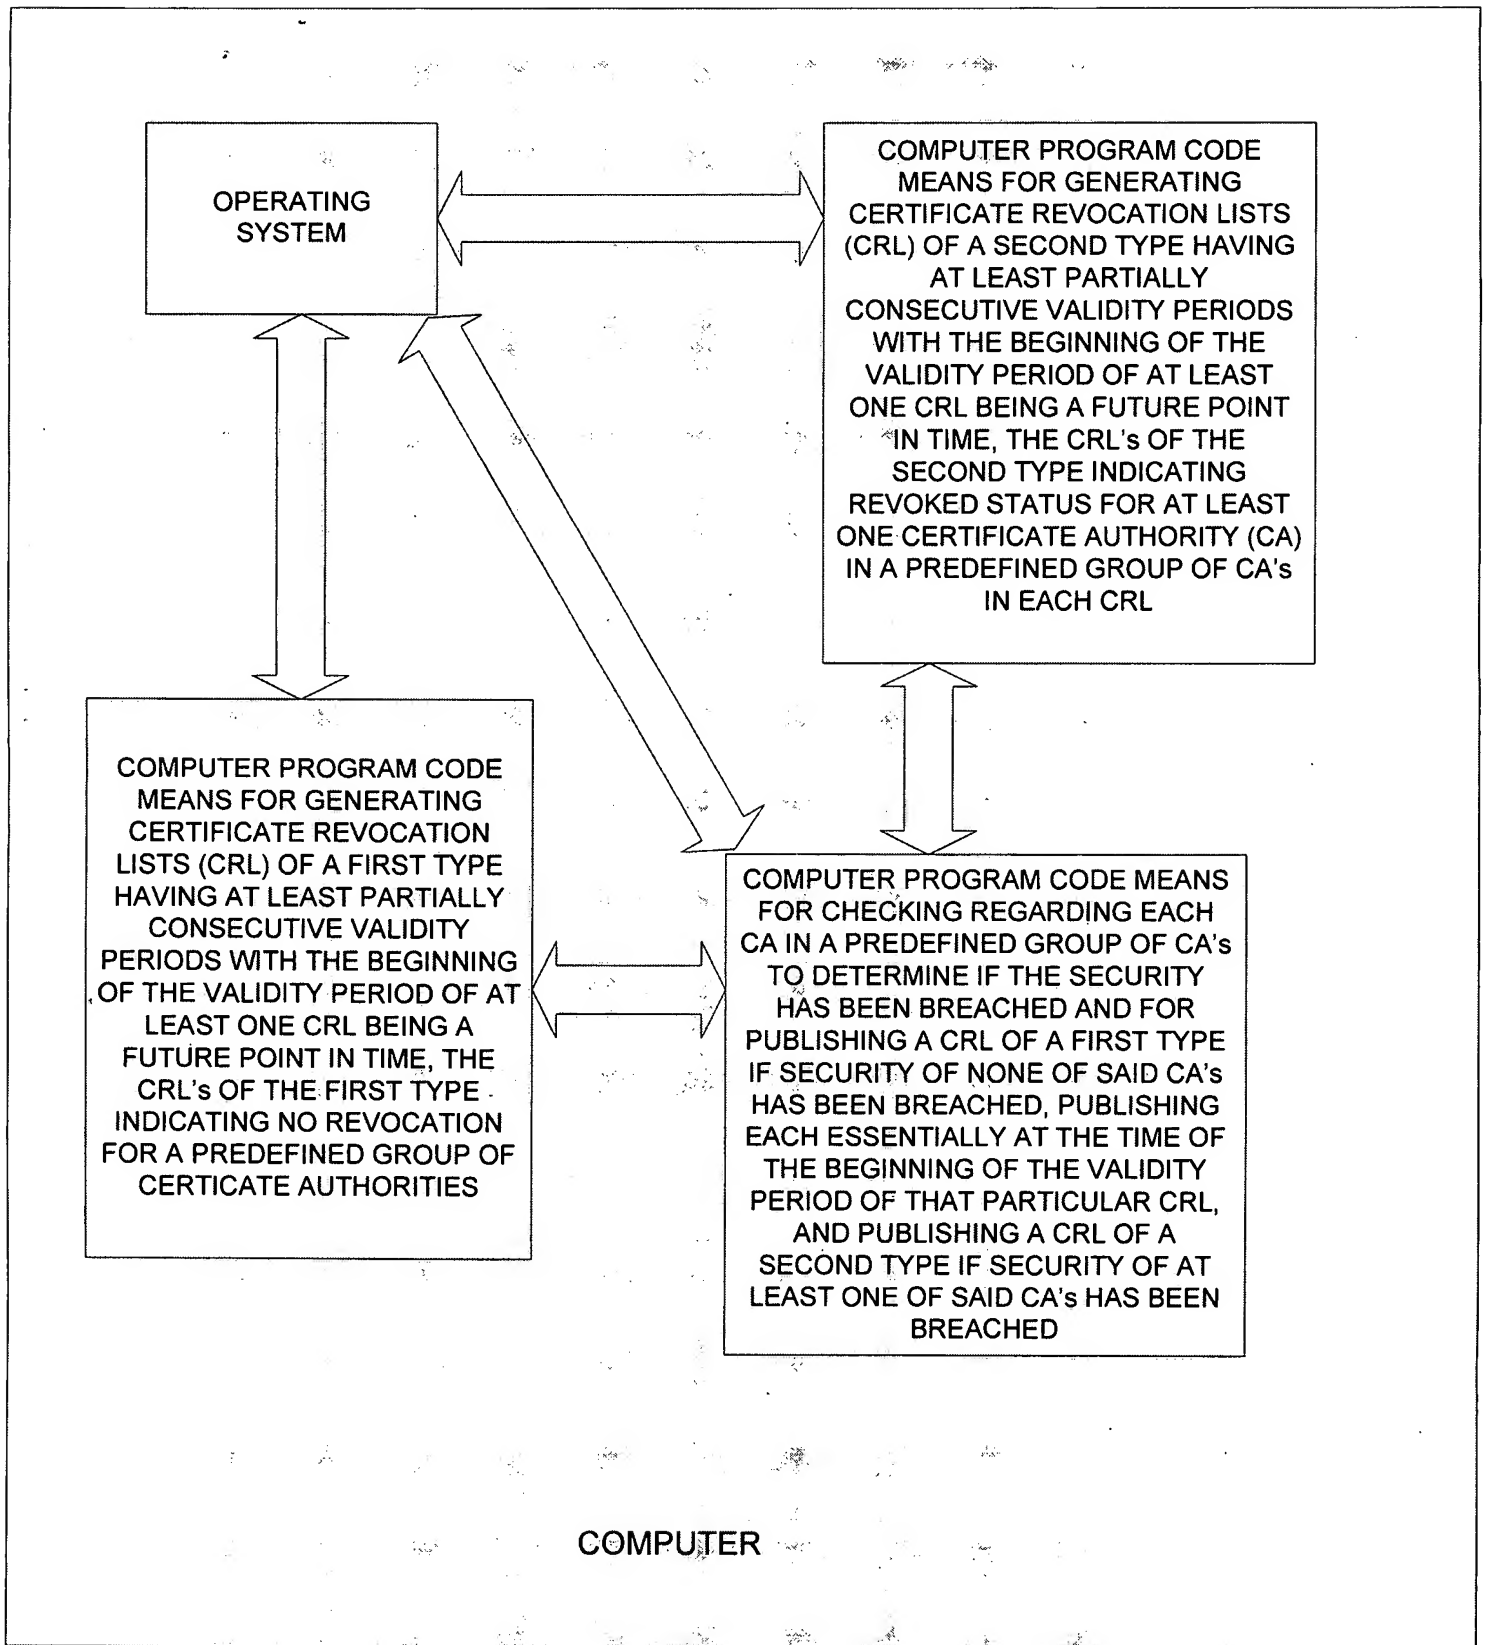 OPERATING
SYSTEM
COMPUTER PROGRAM CODE
MEANS FOR GENERATING
CERTIFICATE REVOCATION LISTS
(CRL) OF A SECOND TYPE HAVING
AT LEAST PARTIALLY
CONSECUTIVE VALIDITY PERIODS
WITH THE BEGINNING OF THE
VALIDITY PERIOD OF AT LEAST
ONE CRL BEING A FUTURE POINT
IN TIME, THE CRL's OF THE
SECOND TYPE INDICATING
REVOKED STATUS FOR AT LEAST
ONE CERTIFICATE AUTHORITY (CA)
IN A PREDEFINED GROUP OF CA's
IN EACH CRL
COMPUTER PROGRAM CODE
MEANS FOR GENERATING
CERTIFICATE REVOCATION
LISTS (CRL) OF A FIRST TYPE
HAVING AT LEAST PARTIALLY
CONSECUTIVE VALIDITY
PERIODS WITH THE BEGINNING
OF THE VALIDITY PERIOD OF AT
LEAST ONE CRL BEING A
FUTURE POINT IN TIME, THE
CRL's OF THE FIRST TYPE
INDICATING NO REVOCATION
FOR A PREDEFINED GROUP OF
CERTICATE AUTHORITIES
COMPUTER PROGRAM CODE MEANS
FOR CHECKING REGARDING EACH
CA IN A PREDEFINED GROUP OF CA's
TO DETERMINE IF THE SECURITY
HAS BEEN BREACHED AND FOR
PUBLISHING A CRL OF A FIRST TYPE
IF SECURITY OF NONE OF SAID CA's
HAS BEEN BREACHED, PUBLISHING
EACH ESSENTIALLY AT THE TIME OF
THE BEGINNING OF THE VALIDITY
PERIOD OF THAT PARTICULAR CRL,
AND PUBLISHING A CRL OF A
SECOND TYPE IF SECURITY OF AT
LEAST ONE OF SAID CA's HAS BEEN
BREACHED
COMPUTER